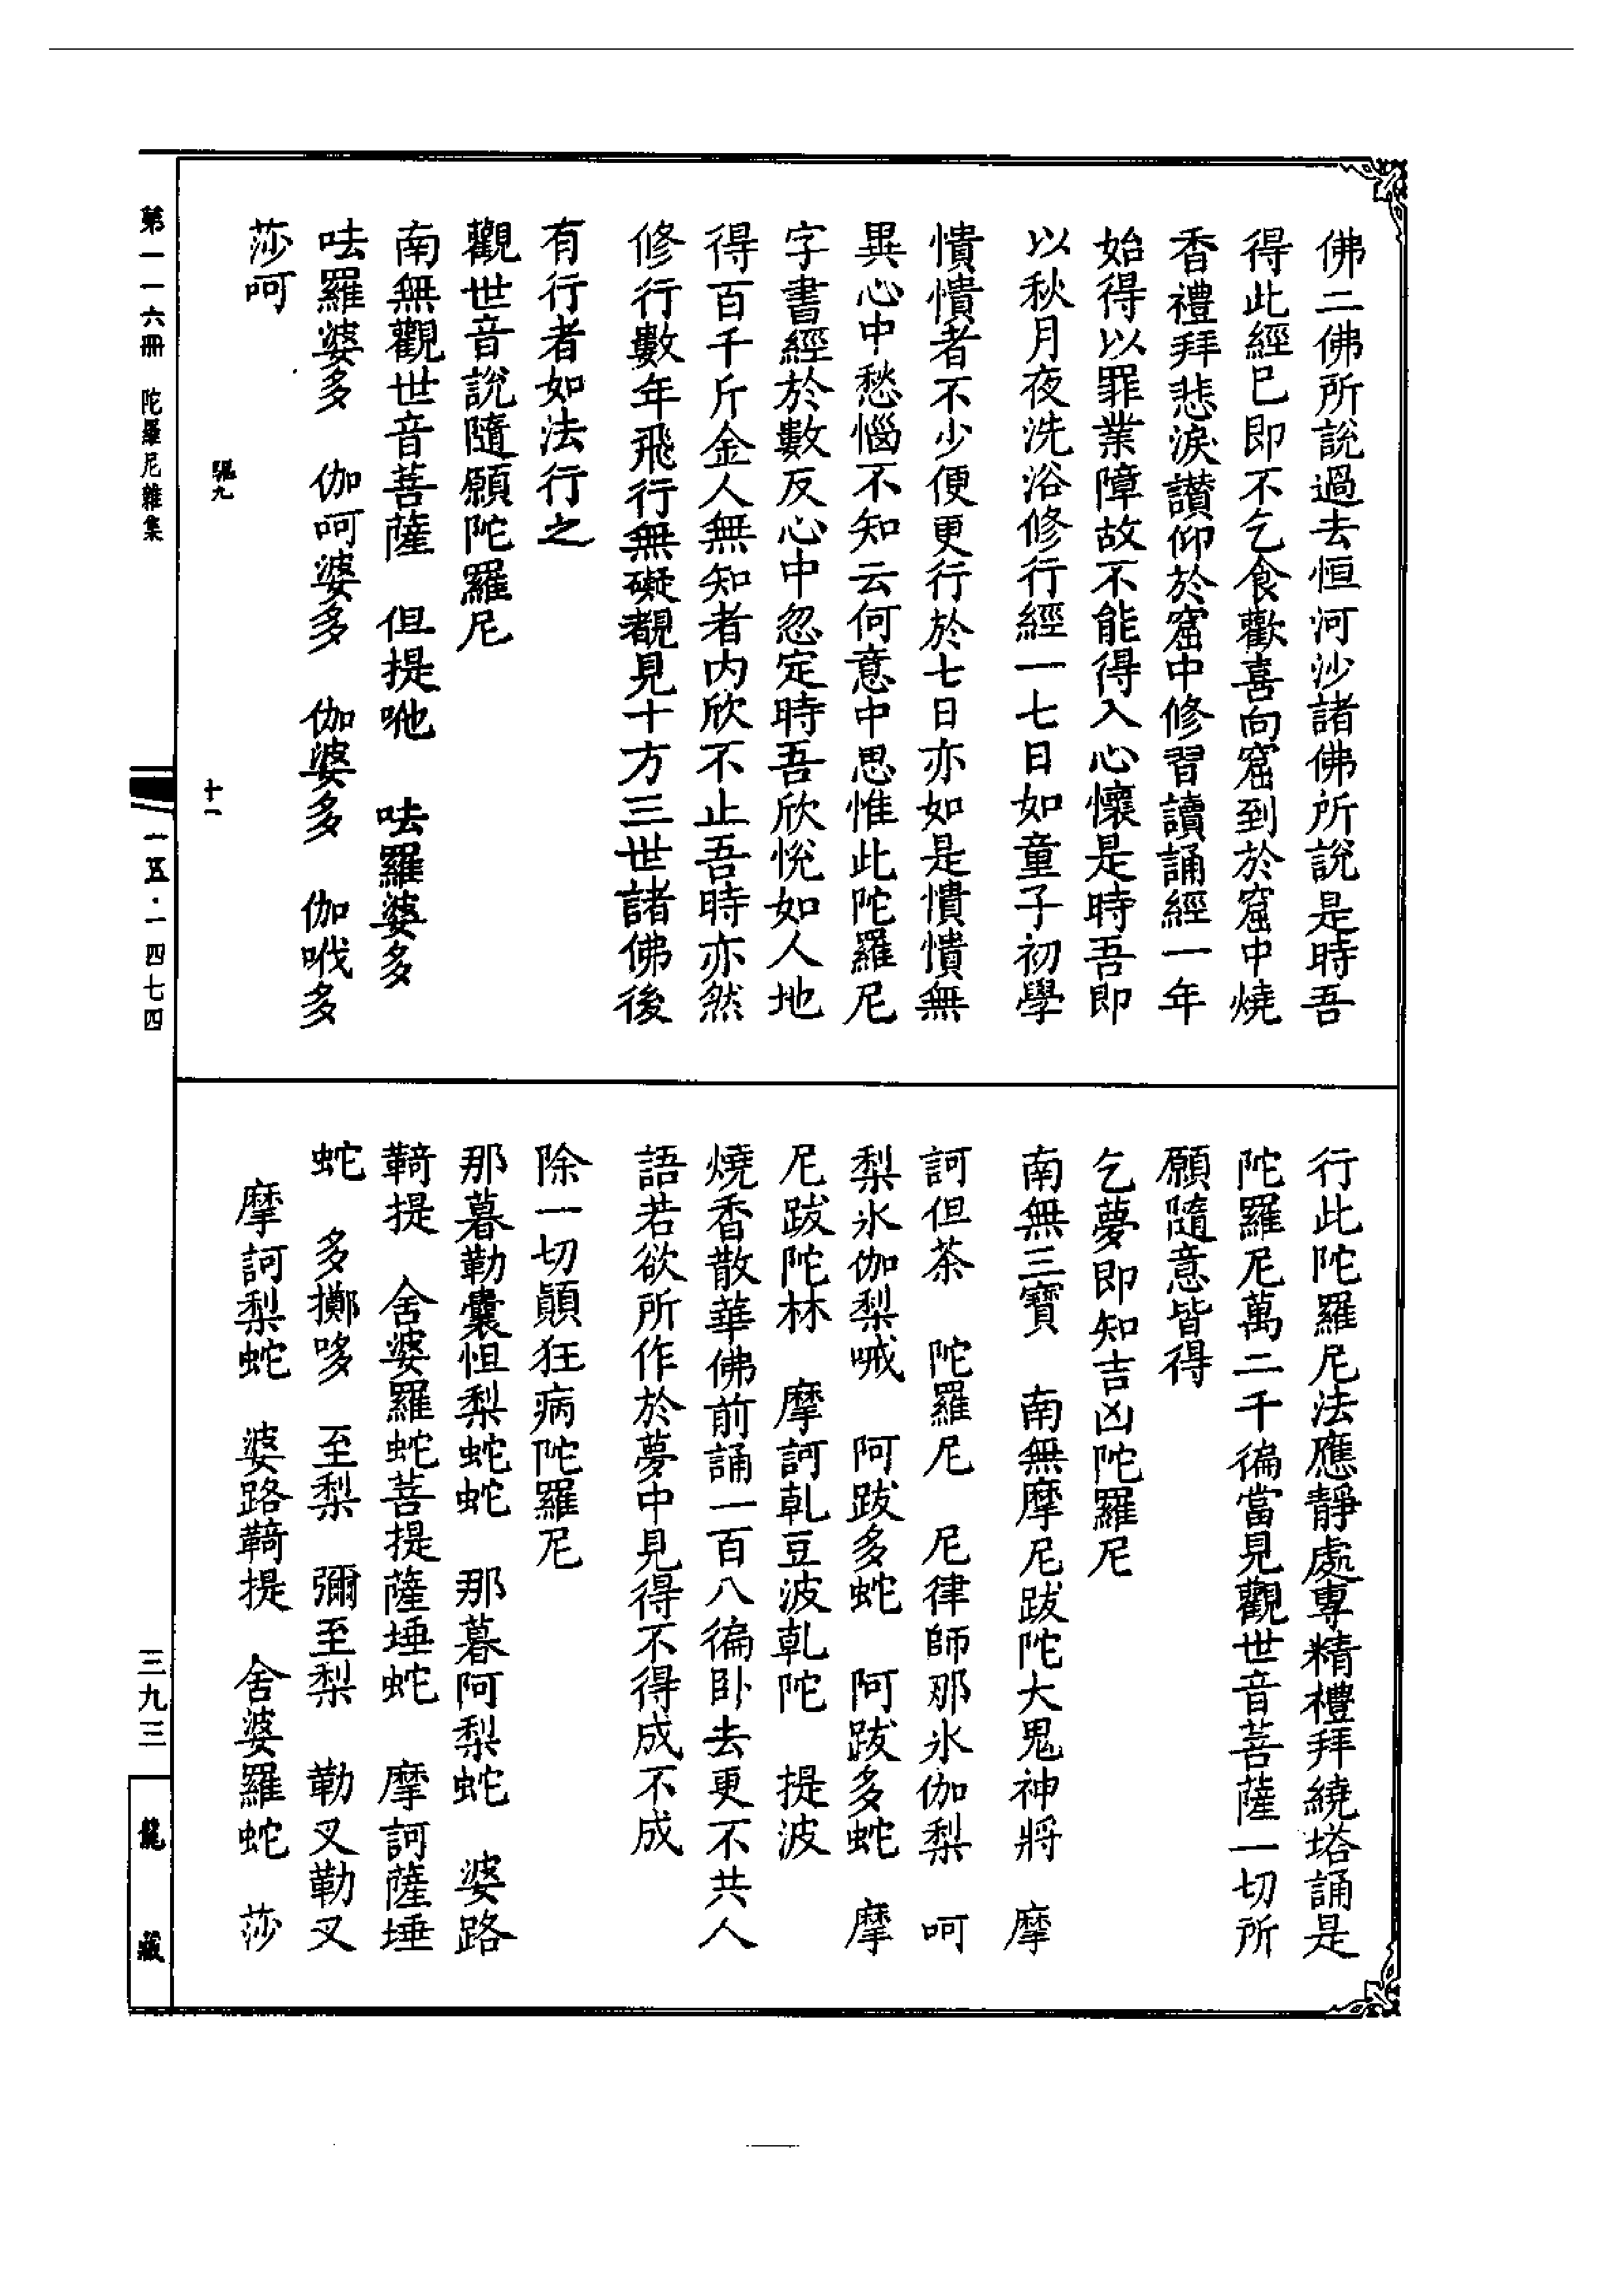 佛二佛所說過去恒河沙諸佛所說是時吾
得此經已即不乞食歡喜向窟到於窟中燒
香禮拜悲淚讃仰於窟中修習讀誦經一年
始得以罪業障故不能得入心懷是時吾即
以秋月夜洗浴修行經一七日如童子初學
憒憒者不少便更行於七日亦如是憒憒無
異心中愁惱不知云何意中思惟此陀羅尼
字書經於數反心中忽定時吾欣悅如人地
得百千斤金人無知者內欣不止吾時亦然
修行數年飛行無礙覩見十方三世諸佛後
有行者如法行之
觀世音說隨願陀羅尼
南無觀世音菩薩 但提咃 呿羅婆多
呿羅婆多 伽呵婆多 伽婆多 伽㖑多
莎呵
驅九 十一
行此陀羅尼法應靜處專精禮拜繞塔誦是
陀羅尼萬二千徧當見觀世音菩薩一切所
願隨意皆得
乞夢即知吉凶陀羅尼
南無三寶 南無摩尼跋陀大鬼神將 摩
訶但荼 陀羅尼 尼律師那氷伽梨 呵
梨氷伽梨㖑 阿跋多蛇 阿跋多蛇 摩
尼跋陀林 摩訶乹豆波乹陀 提波
燒香散華佛前誦一百八徧卧去更不共人
語若欲所作於夢中見得不得成不成
除一切顚狂病陀羅尼
那暮勒囊怛梨蛇蛇 那暮阿梨蛇 婆路
鞫提 舍婆羅蛇菩提薩埵蛇 摩訶薩埵
蛇 多擲哆 至梨 彌至梨 勒叉勒叉
摩訶梨蛇 婆路鞫提 舍婆羅蛇 莎
第一一六冊 陀羅尼雜集
一五·一四七四
三九三
龍藏